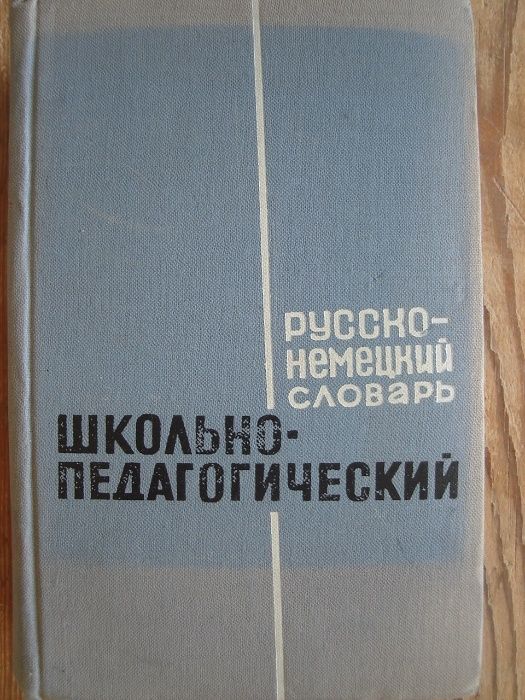 РУССКО-
НЕМЕЦКИЙ
СЛОВАРЬ
ШКОЛЬНО-
ПЕДАГОГИЧЕСКИЙ